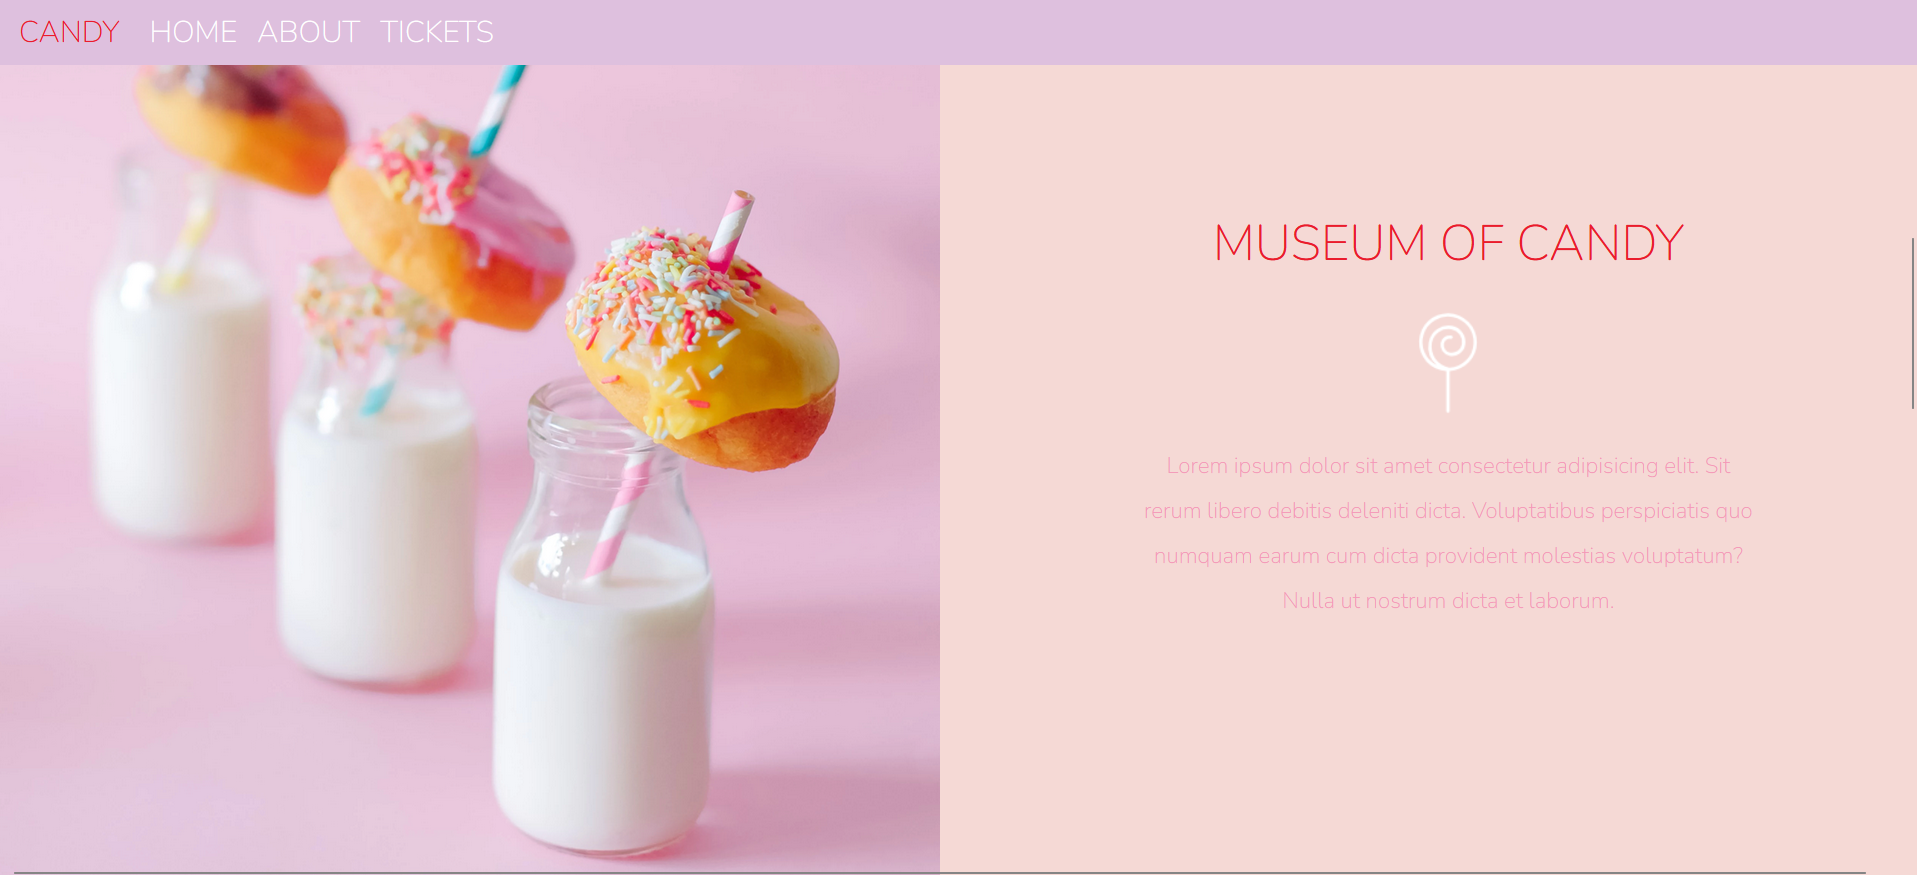 CANDY HOME ABOUT TICKETS
MUSEUM OF CANDY
Lorem ipsum dolor sit amet consectetur adipisicing elit. Sit
rerum libero debitis deleniti dicta. Voluptatibus perspiciatis quo
numquam earum cum dicta provident molestias voluptatum?
Nulla ut nostrum dicta et laborum.